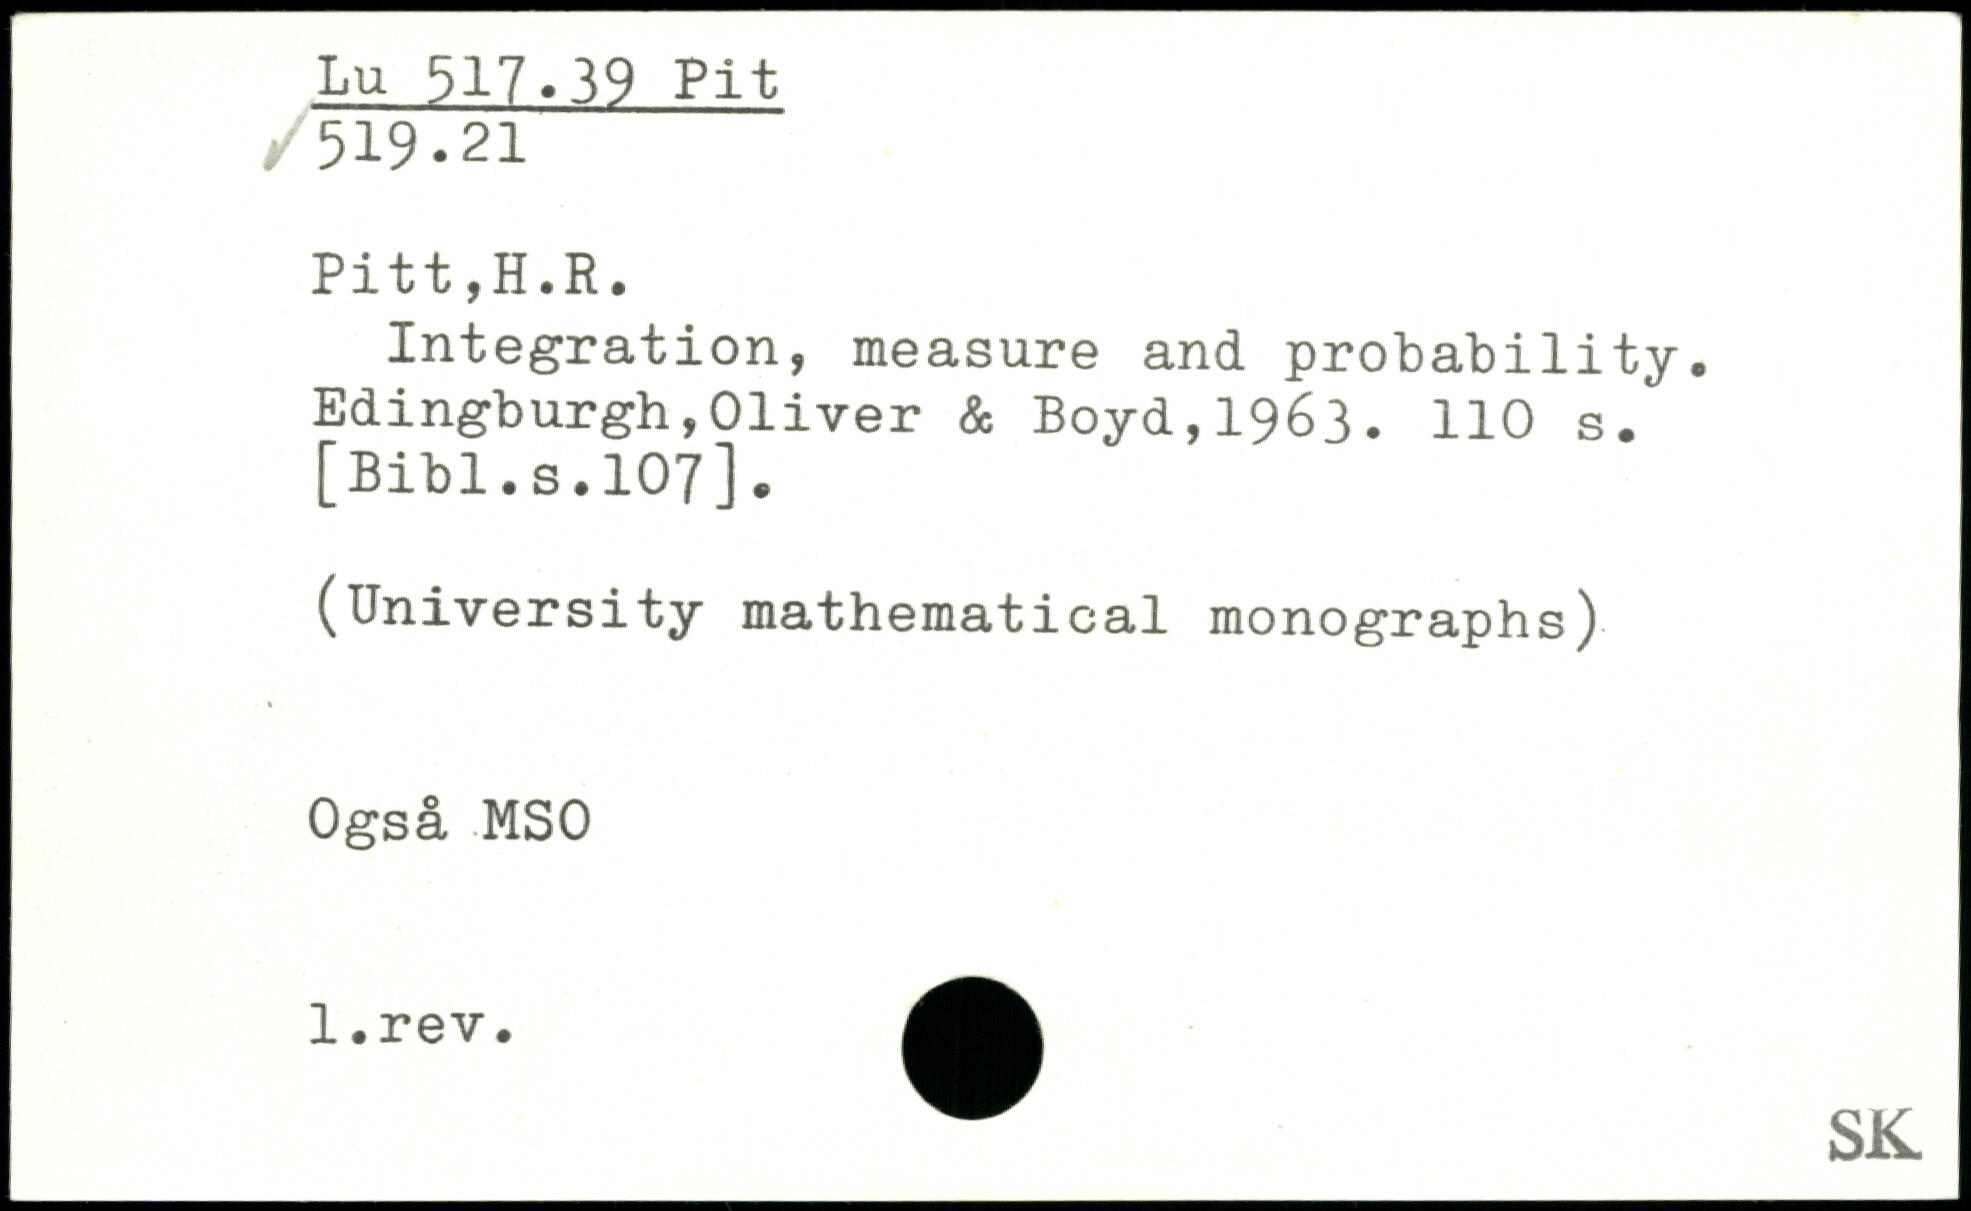 Lu 517.39 Pit
519.21
Pitt,H.R.
Integration, measure and probability.
Edingburgh,Oliver & Boyd,1963. 110 s.
[Bibl.s.107].
(University mathematical monographs)
Også MSO
1.rev.
SK